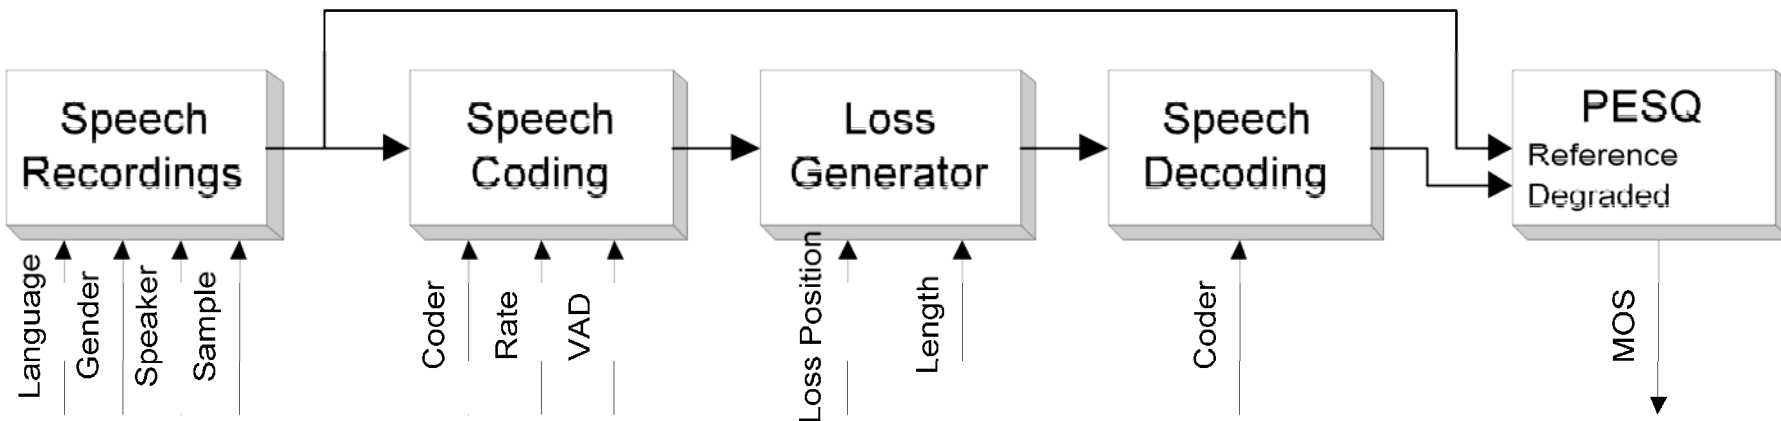 Speech
Recordings
Speech
Coding
Loss
Generator
Speech
Decoding
PESQ
Reference
Degraded
Language
Gender
Speaker
Sample
Coder
Rate
VAD
Loss Position
Length
Coder
MOS